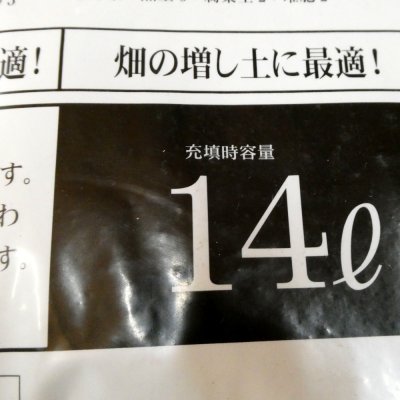 適!
畑の増し土に最適!
す。
わ
す。
充填時容量
14ℓ